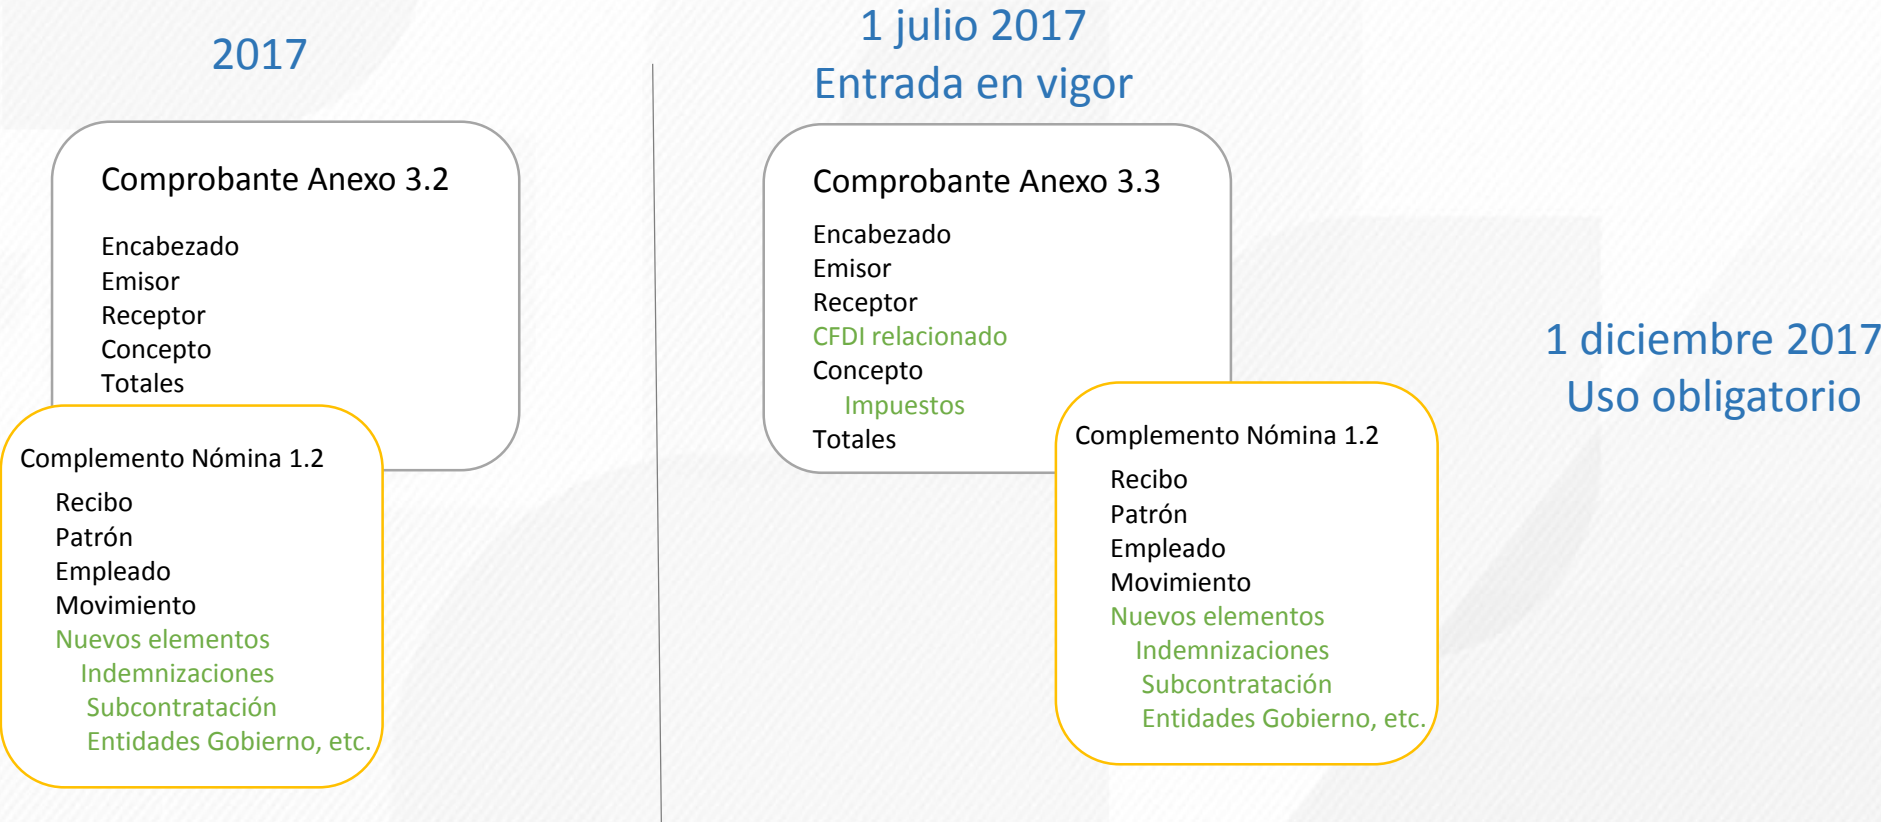 2017
Comprobante Anexo 3.2
Encabezado
Emisor
Receptor
Concepto
Totales
Complemento Nómina 1.2
Recibo
Patrón
Empleado
Movimiento
Nuevos elementos
Indemnizaciones
Subcontratación
Entidades Gobierno, etc.
1 julio 2017
Entrada en vigor
Comprobante Anexo 3.3
Encabezado
Emisor
Receptor
CFDI relacionado
Concepto
Impuestos
Totales
Complemento Nómina 1.2
Recibo
Patrón
Empleado
Movimiento
Nuevos elementos
Indemnizaciones
Subcontratación
Entidades Gobierno, etc.
1 diciembre 2017
Uso obligatorio